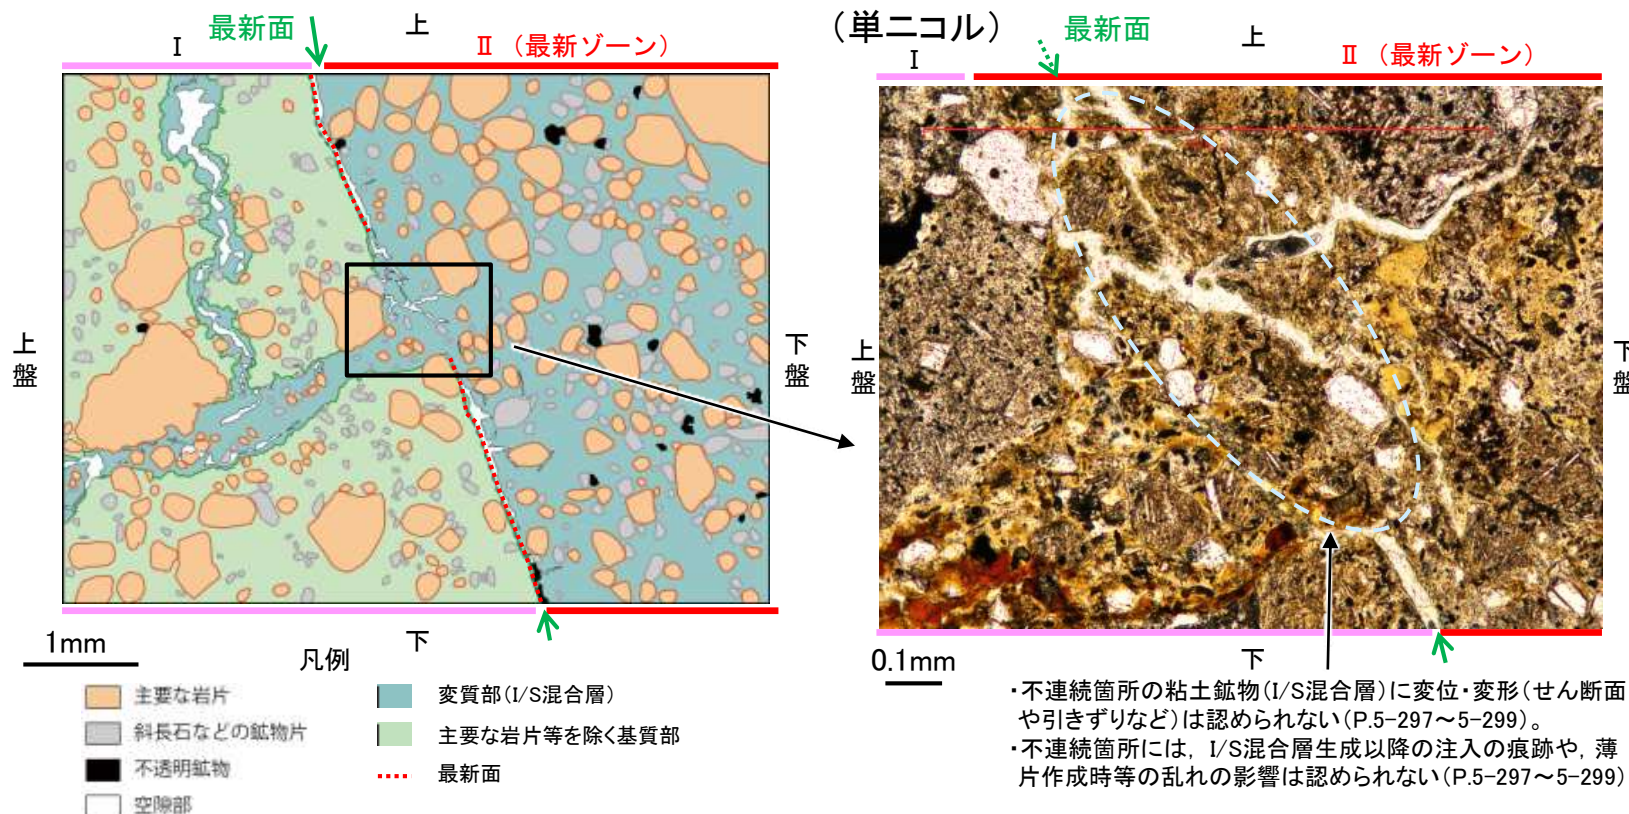 最新面
上
Ⅰ
Ⅱ (最新ゾーン)
上盤
下盤
1mm
下
凡例
主要な岩片
斜長石などの鉱物片
不透明鉱物
空隙部
変質部(I/S混合層)
主要な岩片等を除く基質部
最新面
(単ニコル)
最新面
上
Ⅰ
Ⅱ (最新ゾーン)
上盤
下盤
0.1mm
下
・不連続箇所の粘土鉱物(I/S混合層)に変位・変形(せん断面
や引きずりなど)は認められない(P.5-297～5-299)。
・不連続箇所には，I/S混合層生成以降の注入の痕跡や，薄
片作成時等の乱れの影響は認められない(P.5-297～5-299)